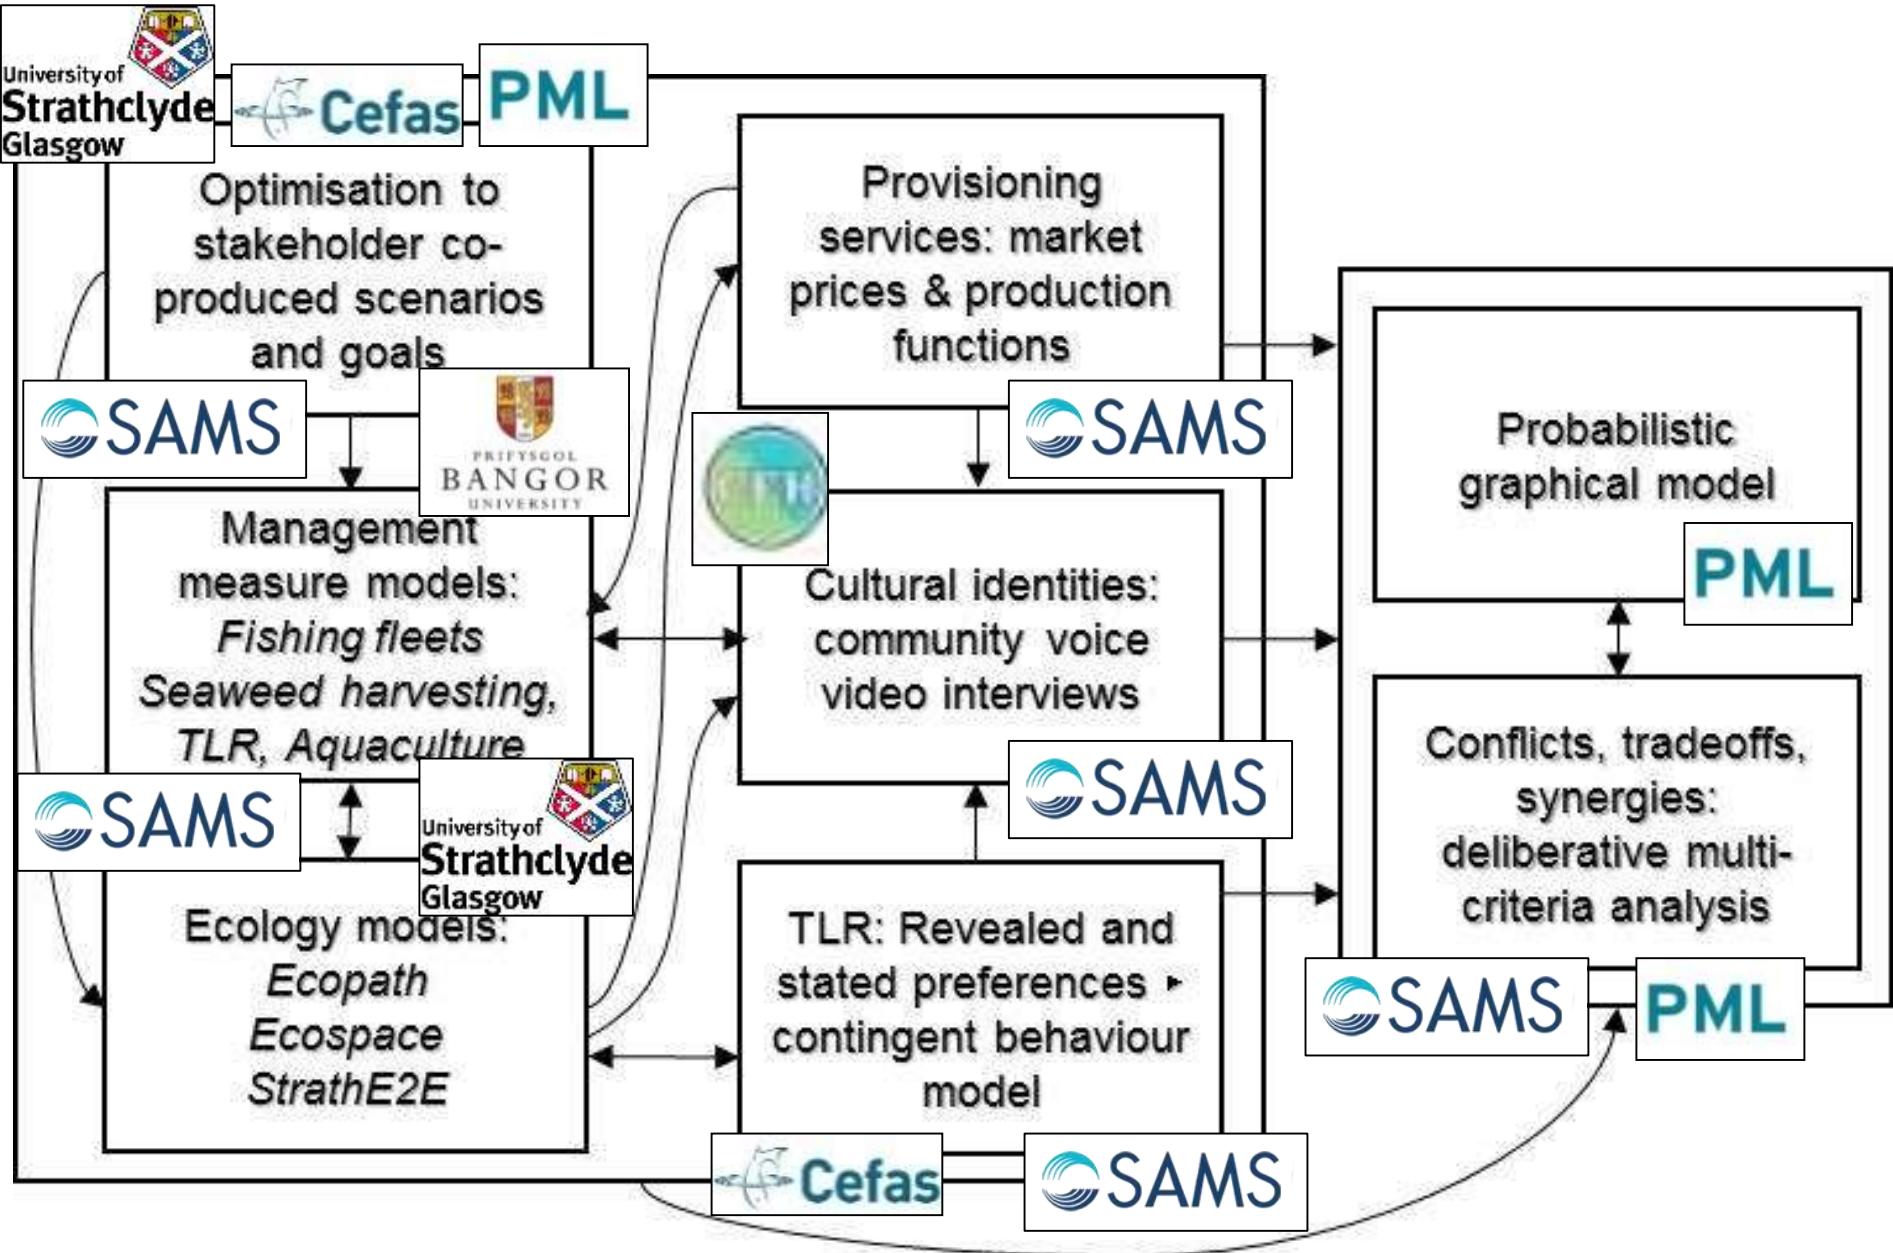 University of
Strathclyde
Glasgow
Cefas
PML
Optimisation to
stakeholder co-
produced scenarios
and goals
SAMS
PRIFYSGOL
BANGOR
UNIVERSITY
Management
measure models:
Fishing fleets
Seaweed harvesting,
TLR, Aquaculture
SAMS
University of
Strathclyde
Glasgow
Ecology models:
Ecopath
Ecospace
StrathE2E
Provisioning
services: market
prices & production
functions
SAMS
Cultural identities:
community voice
video interviews
SAMS
TLR: Revealed and
stated preferences ▸
contingent behaviour
model
Cefas
SAMS
Probabilistic
graphical model
PML
Conflicts, tradeoffs,
synergies:
deliberative multi-
criteria analysis
SAMS
PML